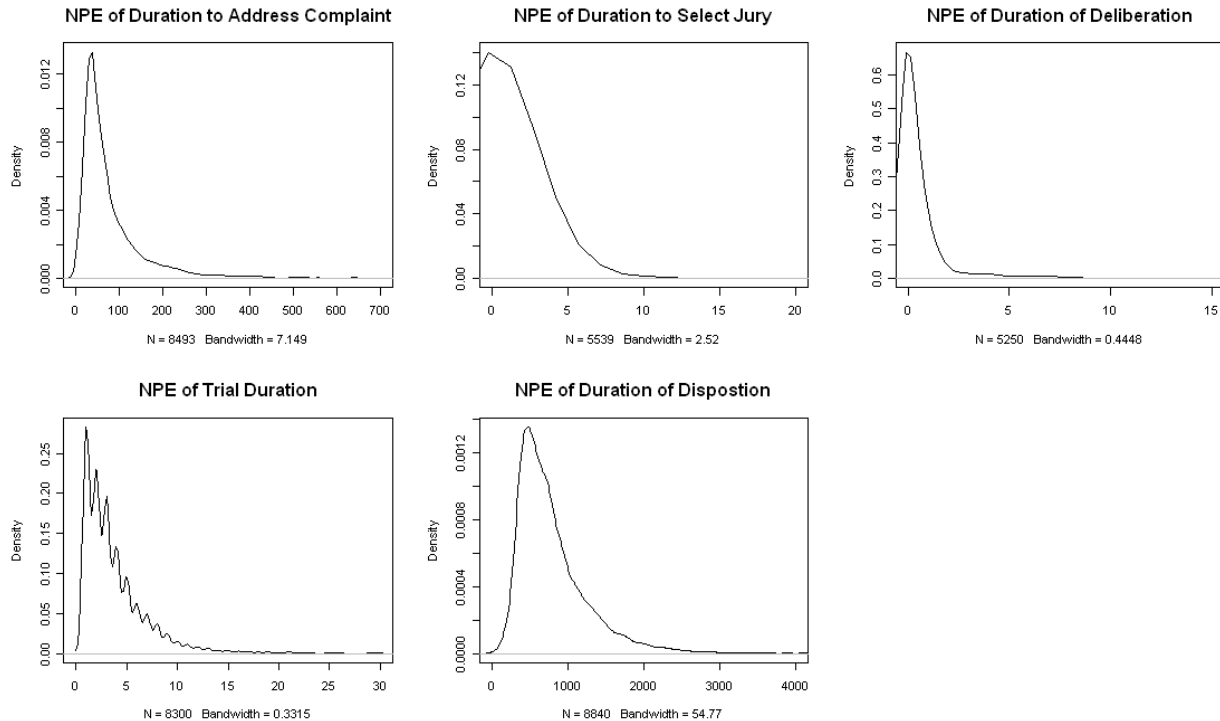 NPE of Duration to Address Complaint
Density
0.000
0.004
0.008
0.012
0 100 200 300 400 500 600 700
N = 8493 Bandwidth = 7.149
NPE of Duration to Select Jury
Density
0.00
0.04
0.08
0.12
0 5 10 15 20
N = 5539 Bandwidth = 2.52
NPE of Duration of Deliberation
Density
0.0
0.1
0.2
0.3
0.4
0.5
0.6
0 5 10 15
N = 5250 Bandwidth = 0.4448
NPE of Trial Duration
Density
0.00
0.05
0.10
0.15
0.20
0.25
0 5 10 15 20 25 30
N = 8300 Bandwidth = 0.3315
NPE of Duration of Dispostion
Density
0.0000
0.0004
0.0008
0.0012
0 1000 2000 3000 4000
N = 8840 Bandwidth = 54.77